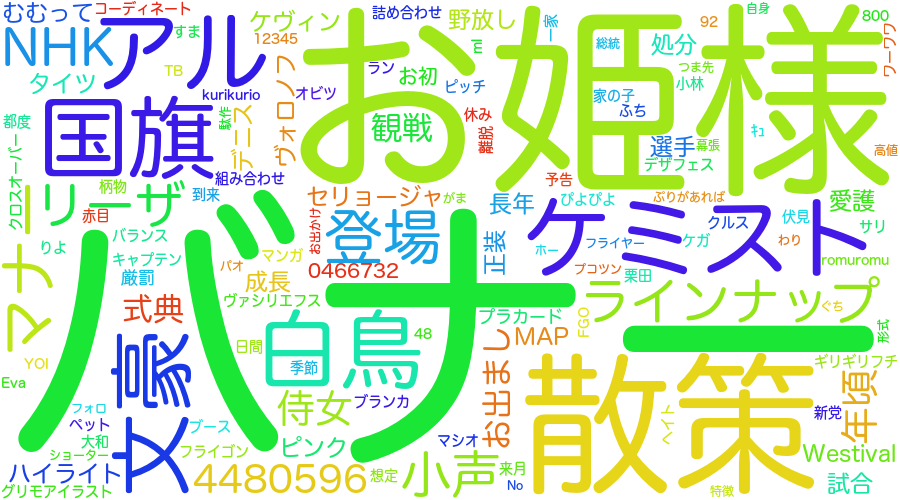 むむって
コーディネート
すま
ケヴィン
詰め合わせ
野放し
一家
92
自身
800
NHK
アル
お姫様
12345
総統
処分
ワーワワ
タイツ
TB
ヴォロノフ
ラン
お初
mi
つま先
小林
kurikurio
オビツ
ピッチ
家の子
ふち
国旗
駄作
デニス
観戦
休み
離脱
選手
幕張
キュ
高値
都度
クロスオーバー
デザフェス
柄物
組み合わせ
予告
リーザ
到来
セリョージャ
がま
長年
ぴよぴよ
ぷりがあれば
愛護
赤目
お出かけ
登場
ケミスト
クルス
伏見
サリ
りよ
バランス
マンガ
正装
ホー
フライヤー
ケガ
わり
マナー
キャプテン
パオ
0466732
プコツン
栗田
romuromu
厳罰
成長
ラインナップ
式典
ヴァシリエフス
バナー
白鳥
プラカード
FGO
ぐち
48
MAP
形式
文豪
日間
季節
お出まし
散策
YOI
ギリギリフチ
Eva
侍女
ブランカ
年頃
フォロ
ペット
ブース
ヘイト
新党
大和
ピンク
マシオ
ショーター
フライゴン
Westival
ハイライト
4480596
想定
小声
来月
No
特徴
試合
グリモアイラスト